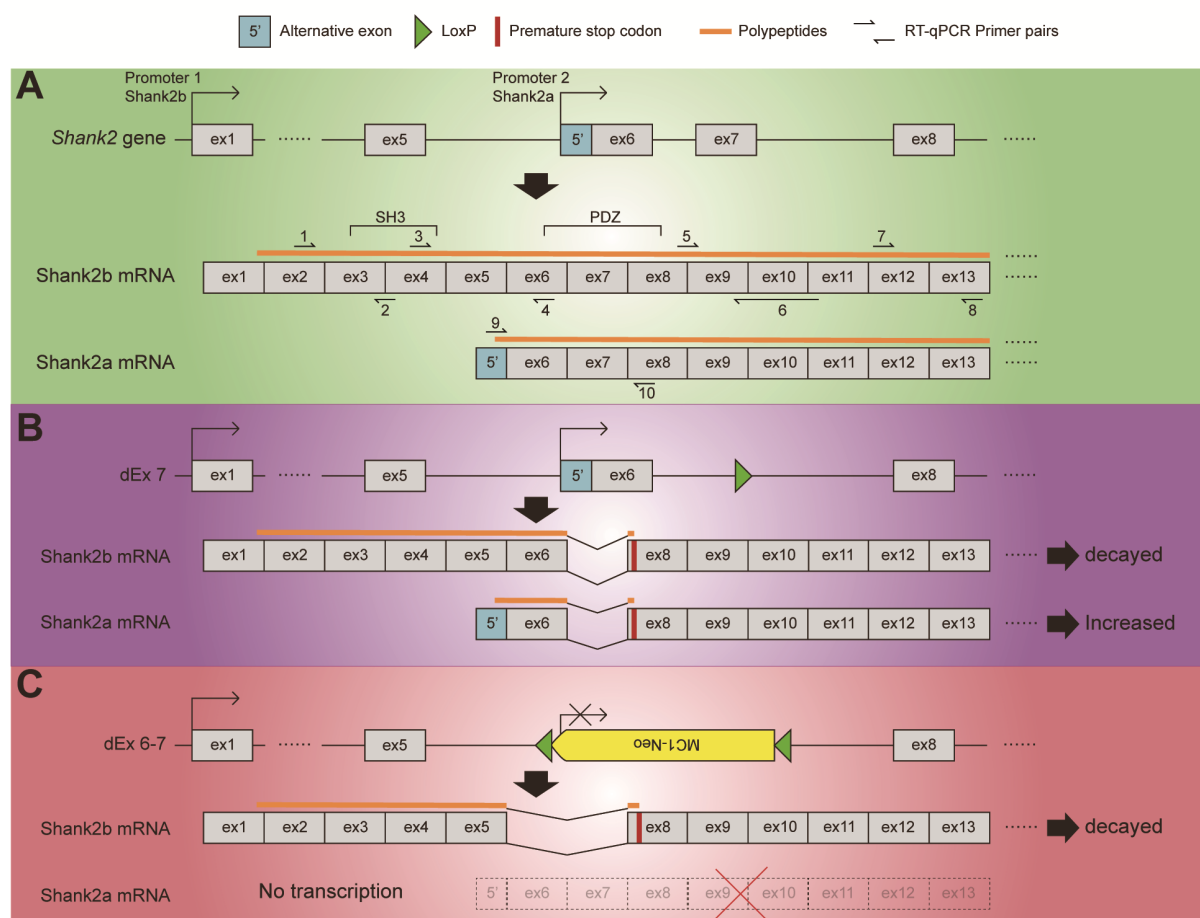 5' Alternative exon LoxP Premature stop codon Polypeptides RT-qPCR Primer pairs
A
Promoter 1
Shank2b
Promoter 2
Shank2a
Shank2 gene ex1 ...... ex5 5' ex6 ex7 ex8 ......
SH3 PDZ
1 3 5 7
......
Shank2b mRNA ex1 ex2 ex3 ex4 ex5 ex6 ex7 ex8 ex9 ex10 ex11 ex12 ex13 ......
2 4 6 8
9
......
Shank2a mRNA 5' ex6 ex7 ex8 ex9 ex10 ex11 ex12 ex13 ......
10
B
dEx 7 ex1 ...... ex5 5' ex6 ex8 ......
Shank2b mRNA ex1 ex2 ex3 ex4 ex5 ex6 ex8 ex9 ex10 ex11 ex12 ex13 ...... decayed
Shank2a mRNA 5' ex6 ex8 ex9 ex10 ex11 ex12 ex13 ...... Increased
C
dEx 6-7 ex1 ...... ex5 MC1-Neo ex8 ......
Shank2b mRNA ex1 ex2 ex3 ex4 ex5 ex8 ex9 ex10 ex11 ex12 ex13 ...... decayed
Shank2a mRNA No transcription 5' ex6 ex7 ex8 ex9 ex10 ex11 ex12 ex13